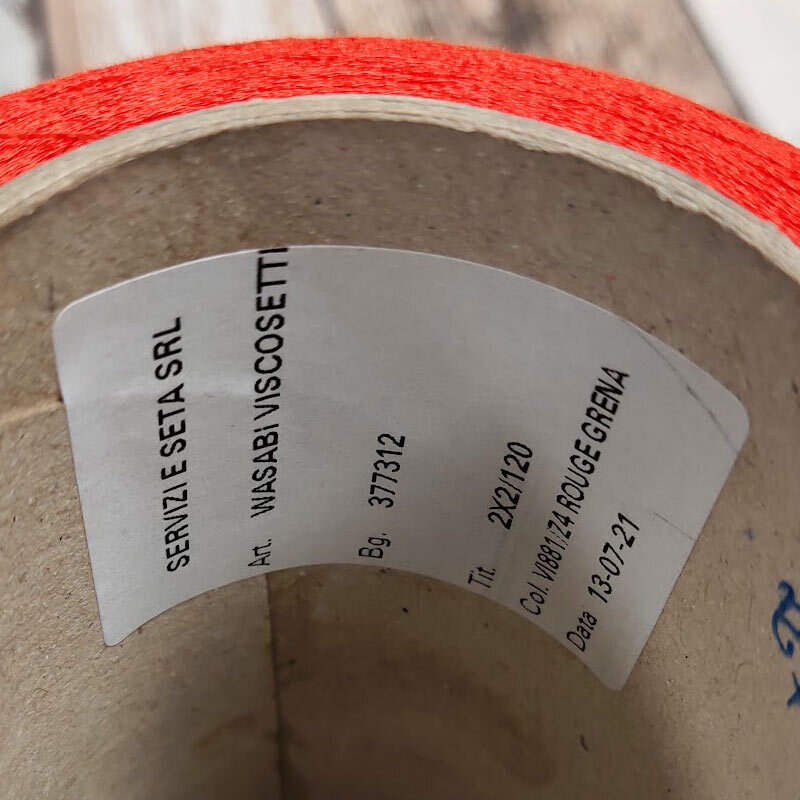 SERVIZI E SETA SRL
Art. WASABI VISCOSETTI
Bg. 377312
Tit. 2X2/120
Col. VI881/Z4 ROUGE GRENA
Data 13-07-21